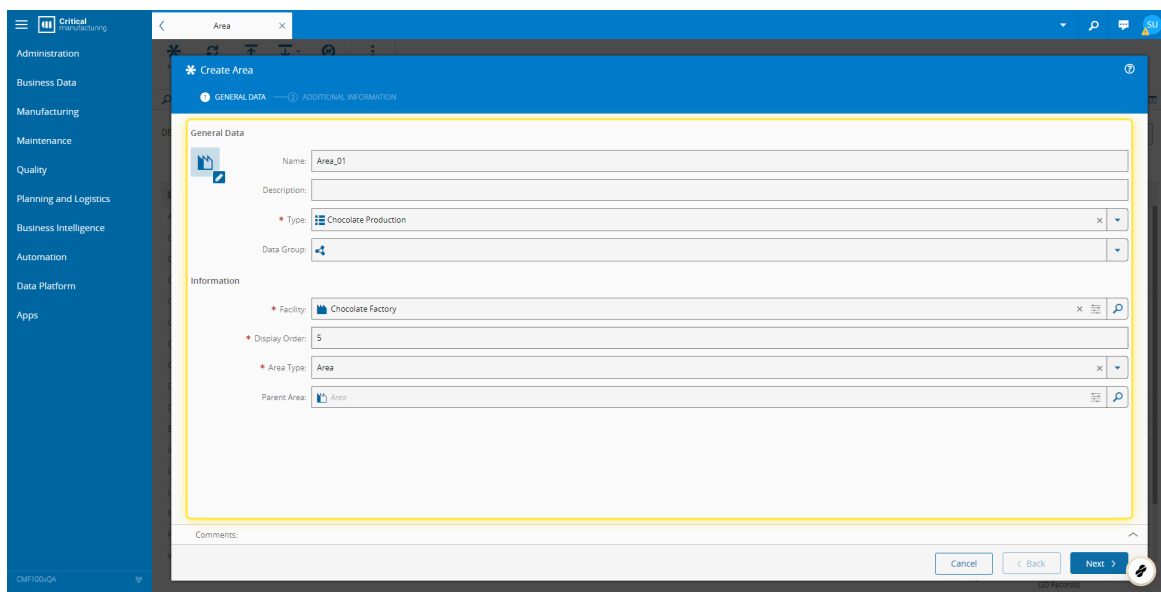 Critical
manufacturing
Area
SU
Administration
Business Data
Manufacturing
Maintenance
Quality
Planning and Logistics
Business Intelligence
Automation
Data Platform
Apps
CMF100xQA
Create Area
1 GENERAL DATA 2 ADDITIONAL INFORMATION
General Data
Name: Area_01
Description:
* Type: Chocolate Production
Data Group:
Information
* Facility: Chocolate Factory
* Display Order: 5
* Area Type: Area
Parent Area: Area
Comments:
Cancel < Back Next >
(20 Records)